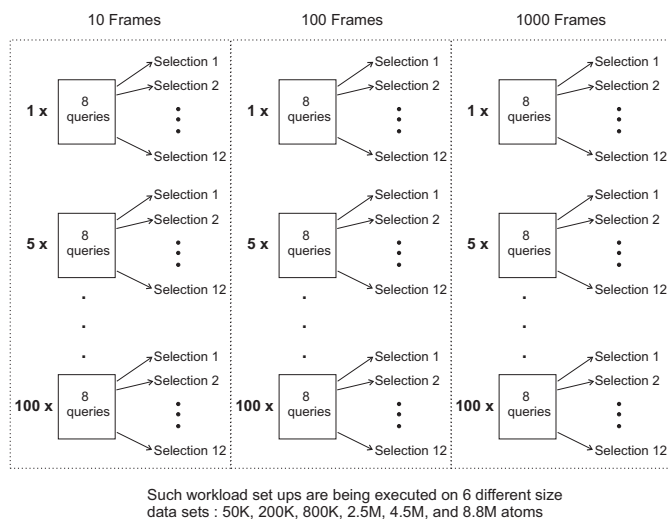 10 Frames
100 Frames
1000 Frames
Selection 1
Selection 2
1 x
8
queries
Selection 12
Selection 1
Selection 2
1 x
8
queries
Selection 12
Selection 1
Selection 2
1 x
8
queries
Selection 12
Selection 1
Selection 2
5 x
8
queries
Selection 12
Selection 1
Selection 2
5 x
8
queries
Selection 12
Selection 1
Selection 2
5 x
8
queries
Selection 12
Selection 1
Selection 2
100 x
8
queries
Selection 12
Selection 1
Selection 2
100 x
8
queries
Selection 12
Selection 1
Selection 2
100 x
8
queries
Selection 12
Such workload set ups are being executed on 6 different size
data sets : 50K, 200K, 800K, 2.5M, 4.5M, and 8.8M atoms